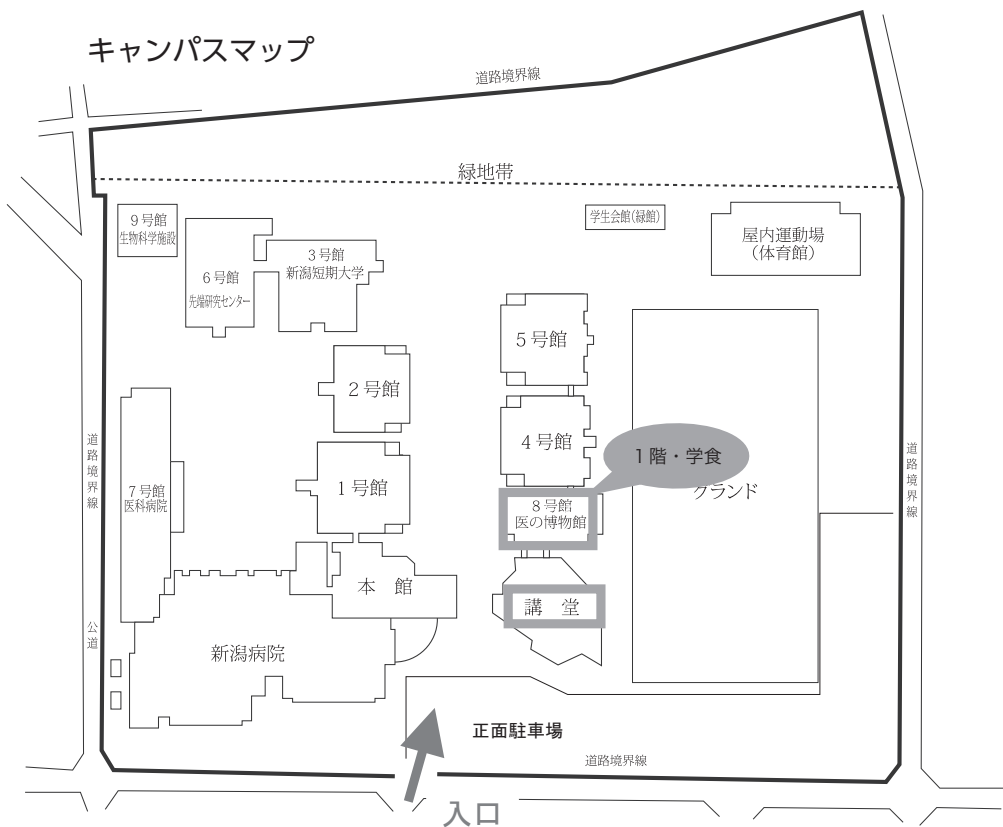 キャンパスマップ
道路境界線
緑地帯
9号館
生物科学施設
6号館
先端研究センター
3号館
新潟短期大学
学生会館(緑館)
屋内運動場
(体育館)
5号館
2号館
4号館
1階・学食
グランド
道路境界線
道路境界線
7号館
医科病院
1号館
8号館
医の博物館
本 館
講 堂
公道
新潟病院
正面駐車場
道路境界線
入口